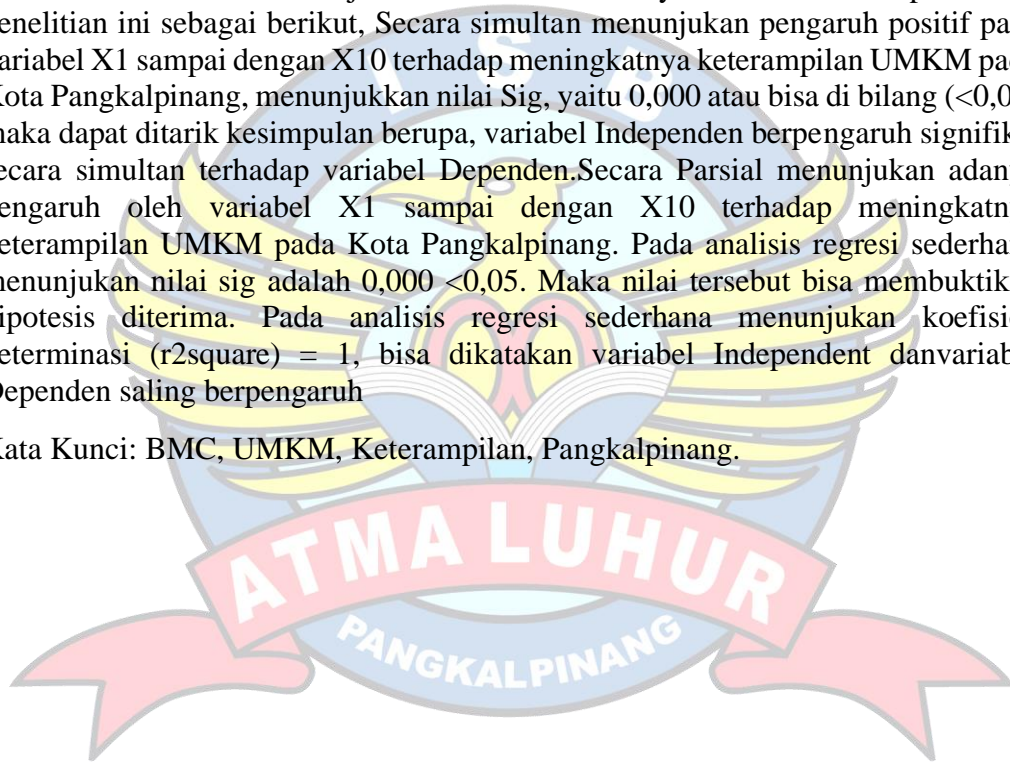 penelitian ini sebagai berikut, Secara simultan menunjukan pengaruh positif pa
variabel X1 sampai dengan X10 terhadap meningkatnya keterampilan UMKM pad
Kota Pangkalpinang, menunjukkan nilai Sig, yaitu 0,000 atau bisa di bilang (<0,0
maka dapat ditarik kesimpulan berupa, variabel Independen berpengaruh signifik
secara simultan terhadap variabel Dependen.Secara Parsial menunjukan adany
pengaruh oleh variabel X1 sampai dengan X10 terhadap meningkatny
keterampilan UMKM pada Kota Pangkalpinang. Pada analisis regresi sederhan
menunjukan nilai sig adalah 0,000 <0,05. Maka nilai tersebut bisa membuktik
hipotesis diterima. Pada analisis regresi sederhana menunjukan koefisie
determinasi (r2square) = 1, bisa dikatakan variabel Independent danvariab
Dependen saling berpengaruh
Kata Kunci: BMC, UMKM, Keterampilan, Pangkalpinang.
I S B
ATMA LUHUR
PANGKALPINANG